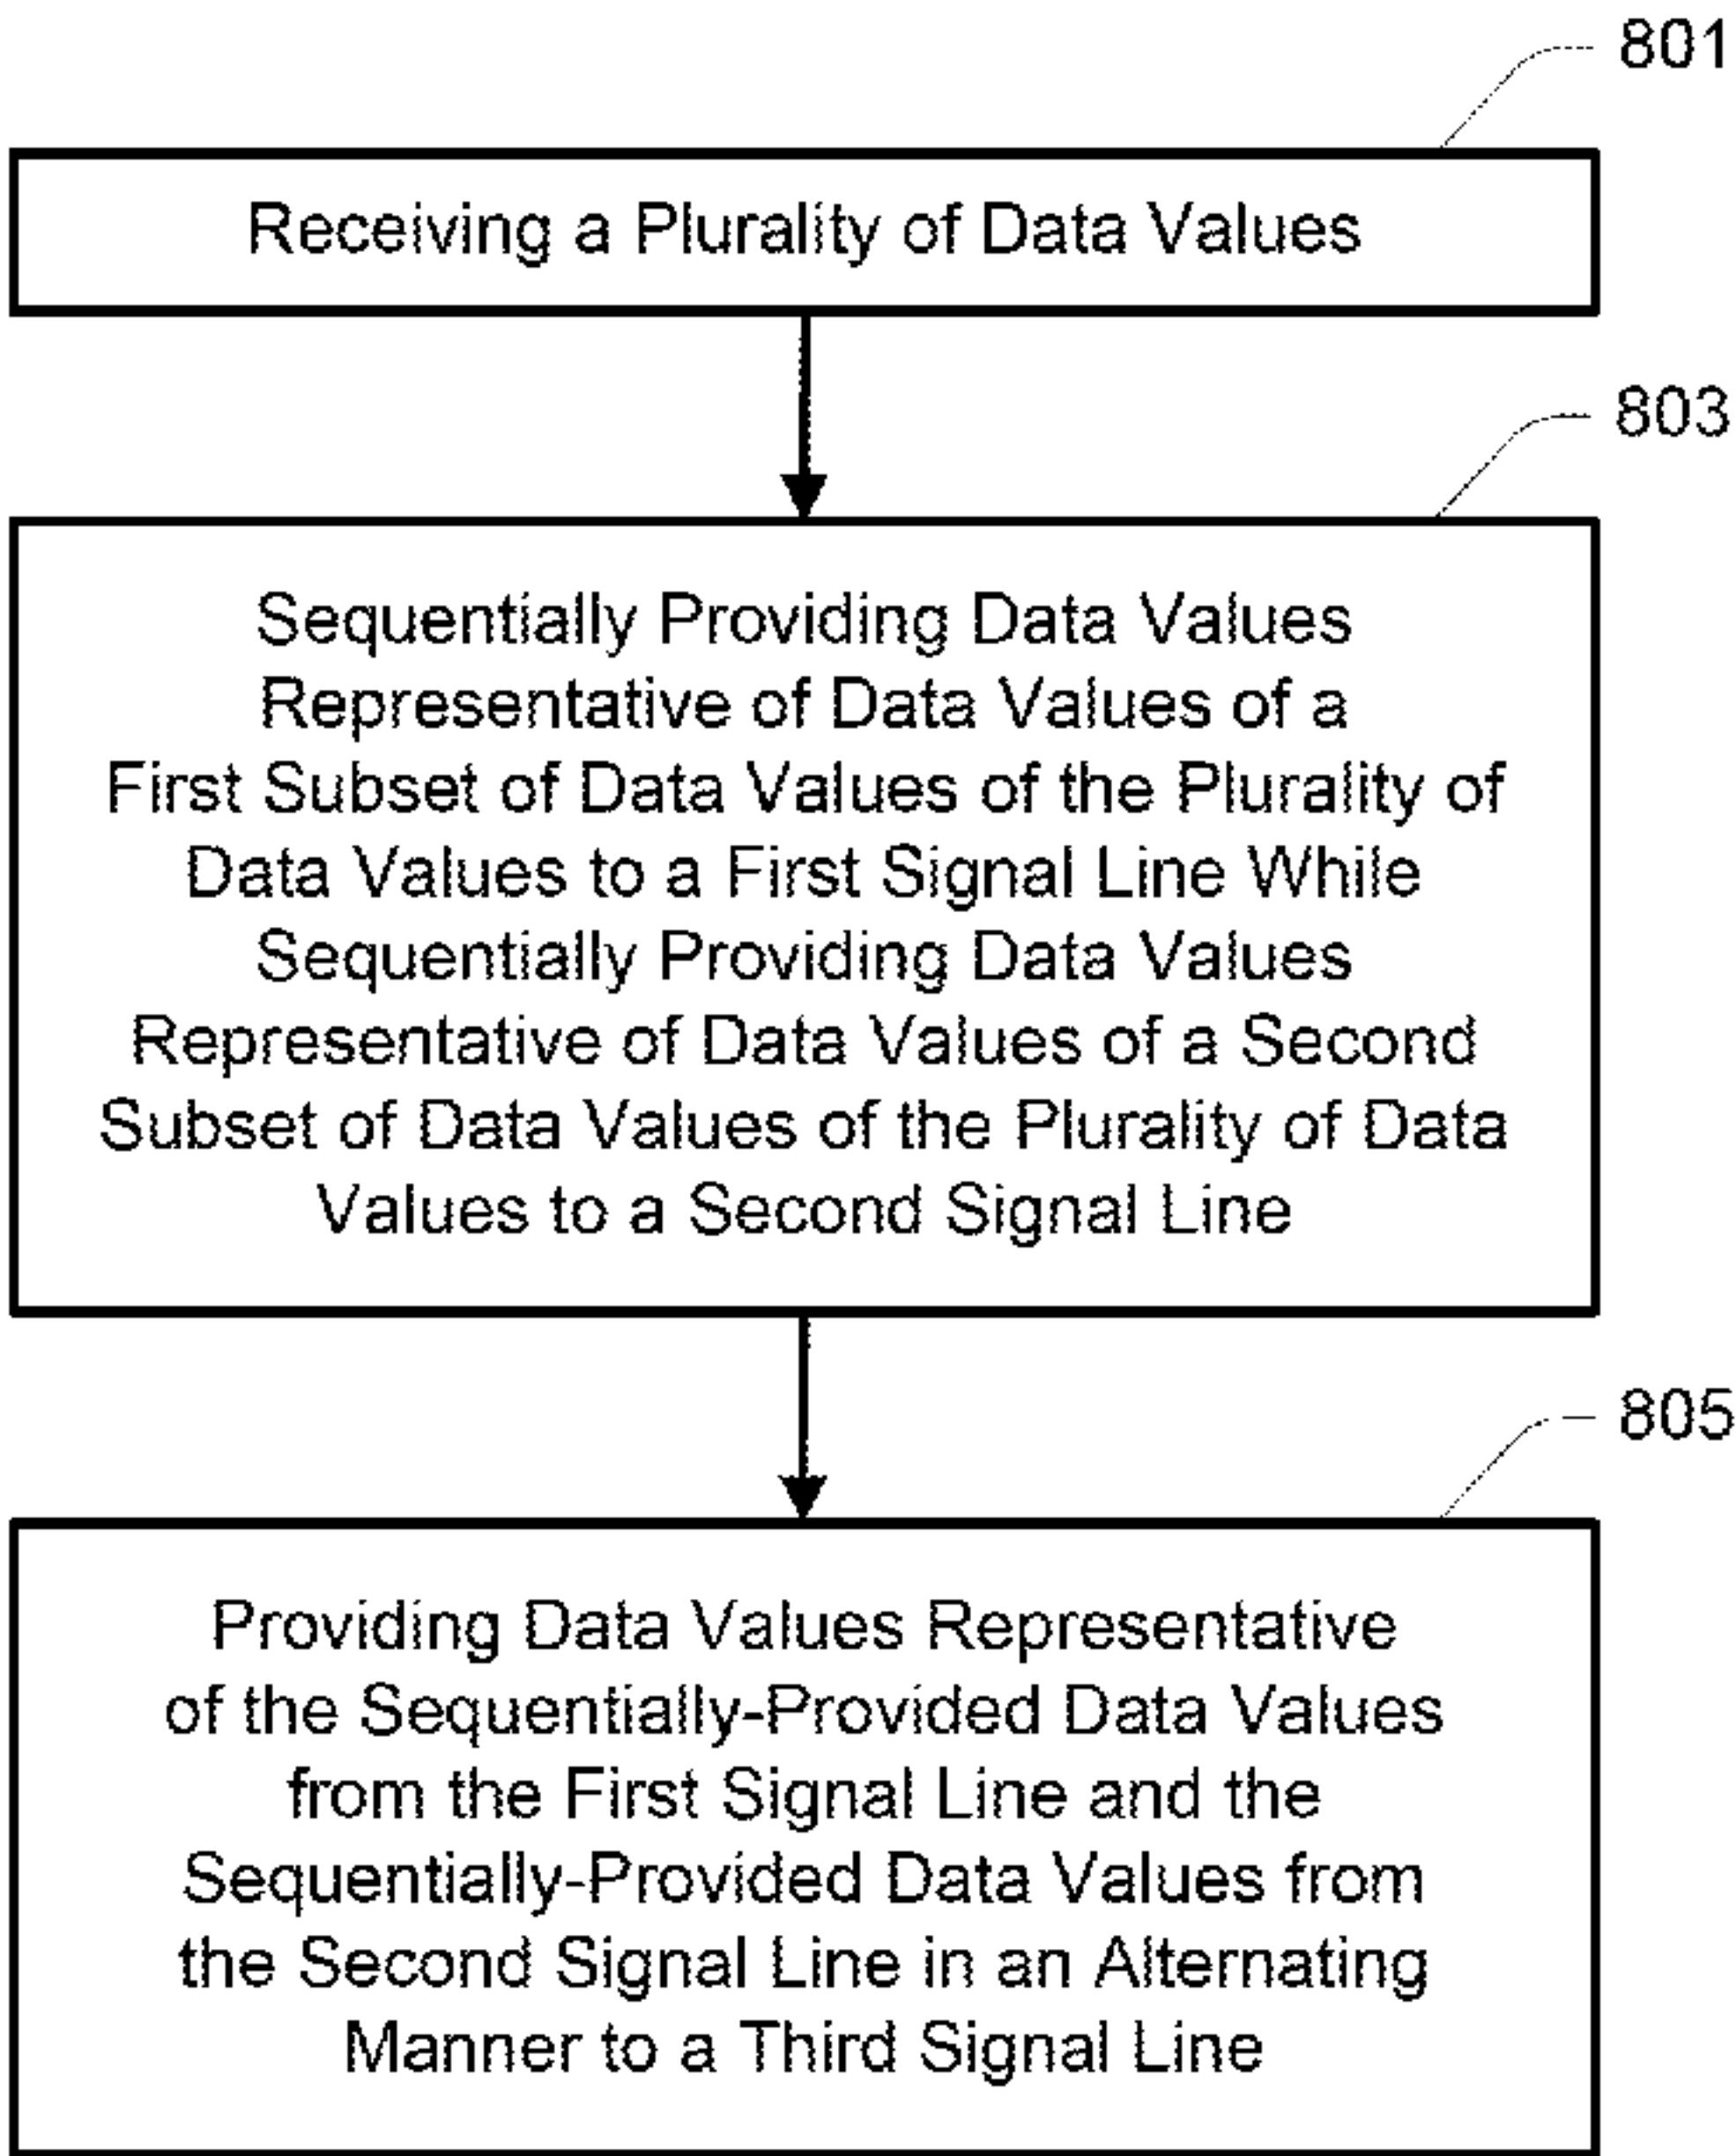 801
Receiving a Plurality of Data Values
803
Sequentially Providing Data Values
Representative of Data Values of a
First Subset of Data Values of the Plurality of
Data Values to a First Signal Line While
Sequentially Providing Data Values
Representative of Data Values of a Second
Subset of Data Values of the Plurality of Data
Values to a Second Signal Line
805
Providing Data Values Representative
of the Sequentially-Provided Data Values
from the First Signal Line and the
Sequentially-Provided Data Values from
the Second Signal Line in an Alternating
Manner to a Third Signal Line